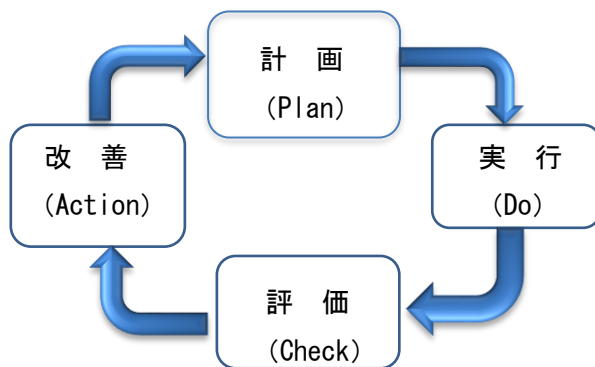 計　画
(Plan)
実　行
(Do)
評　価
(Check)
改　善
(Action)